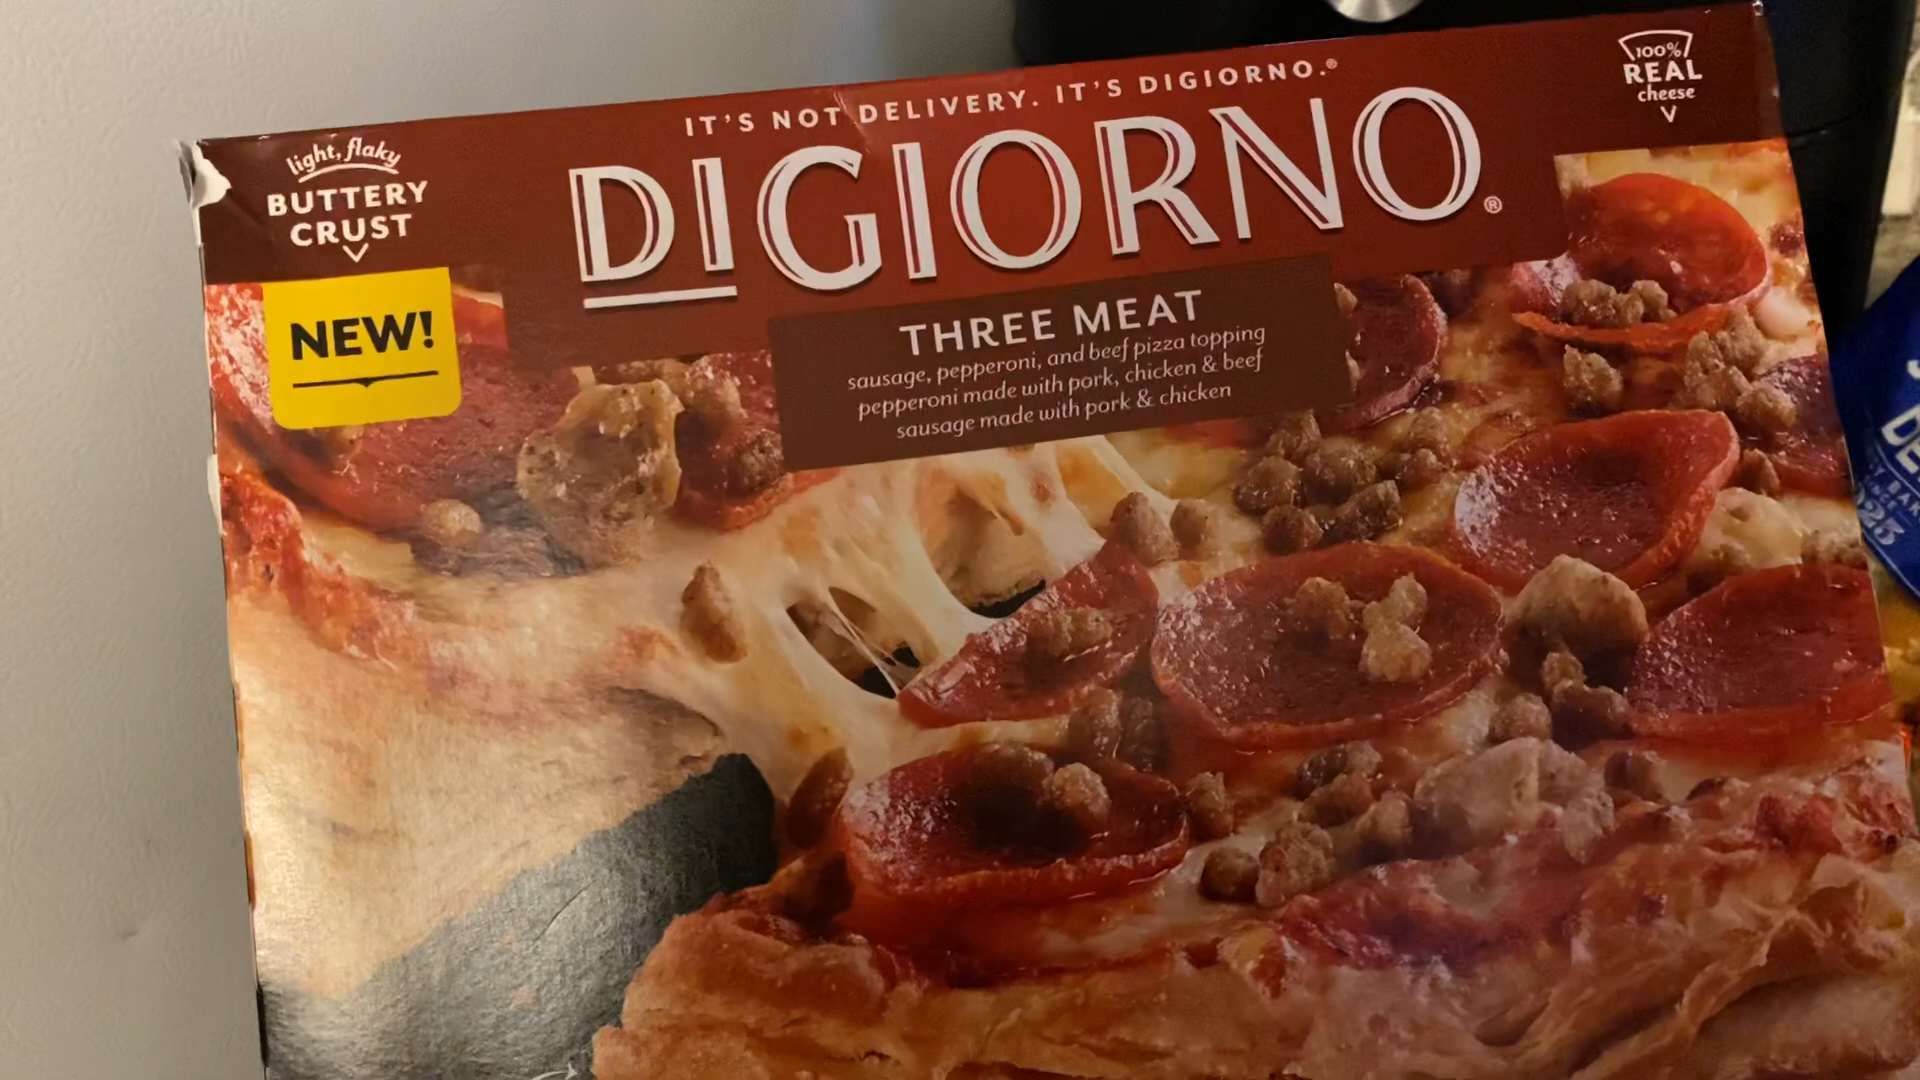 IT'S NOT DELIVERY. IT'S DIGIORNO.®
100%
REAL
cheese
light, flaky
BUTTERY
CRUST
DIGIORNO®
NEW!
THREE MEAT
sausage, pepperoni, and beef pizza topping
pepperoni made with pork, chicken & beef
sausage made with pork & chicken